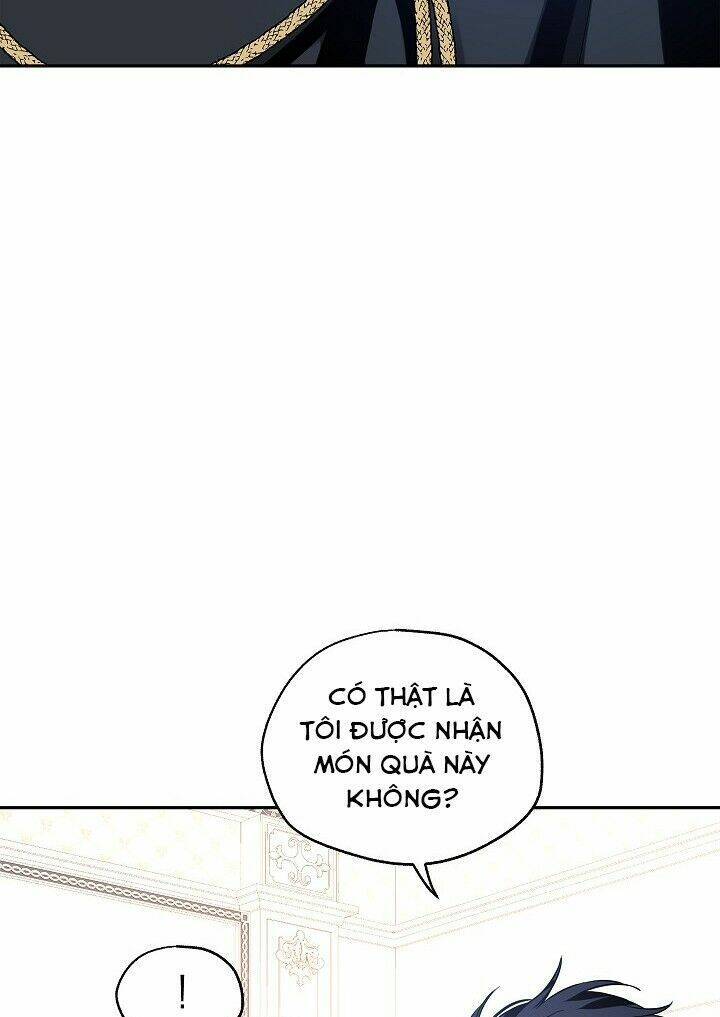 CÓ THẬT LÀ
TÔI ĐƯỢC NHẬN
MÓN QUÀ NÀY
KHÔNG?
!